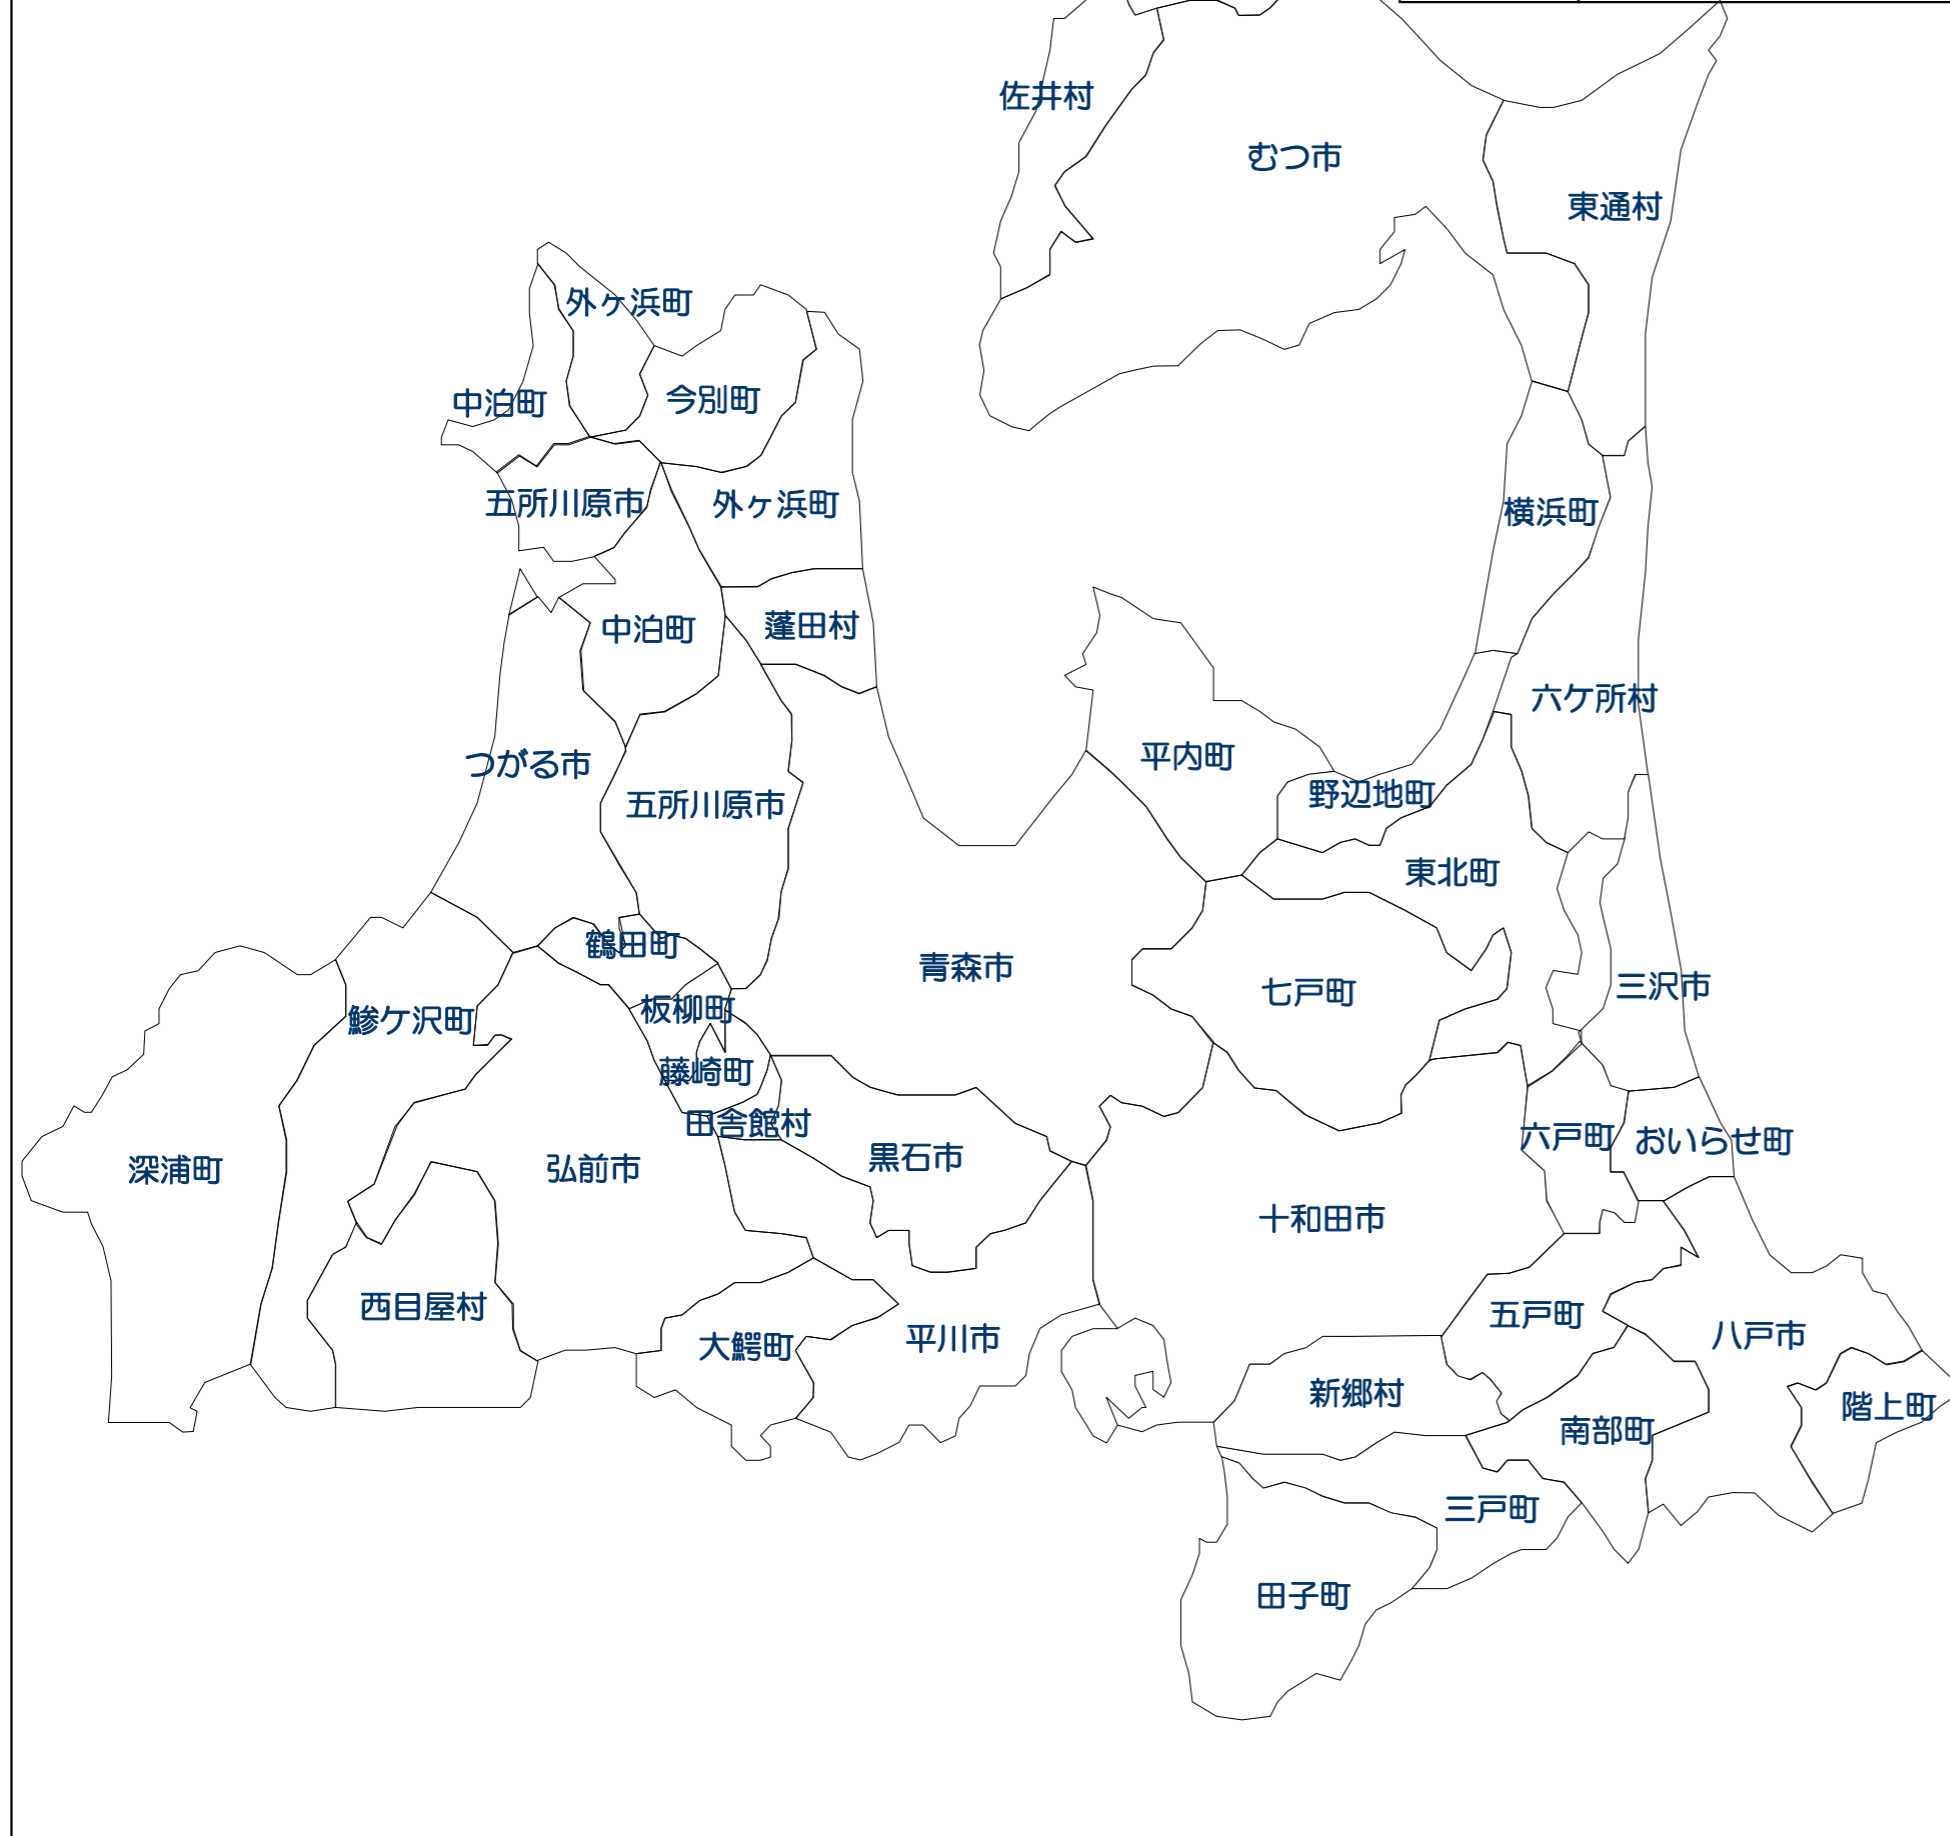 佐井村
むつ市
東通村
外ヶ浜町
今別町
中泊町
五所川原市
外ヶ浜町
横浜町
中泊町
蓬田村
六ケ所村
つがる市
平内町
野辺地町
五所川原市
東北町
鶴田町
青森市
三沢市
七戸町
板柳町
鰺ケ沢町
藤崎町
田舎館村
六戸町
おいらせ町
黒石市
深浦町
弘前市
十和田市
西目屋村
五戸町
八戸市
平川市
大鰐町
新郷村
階上町
南部町
三戸町
田子町